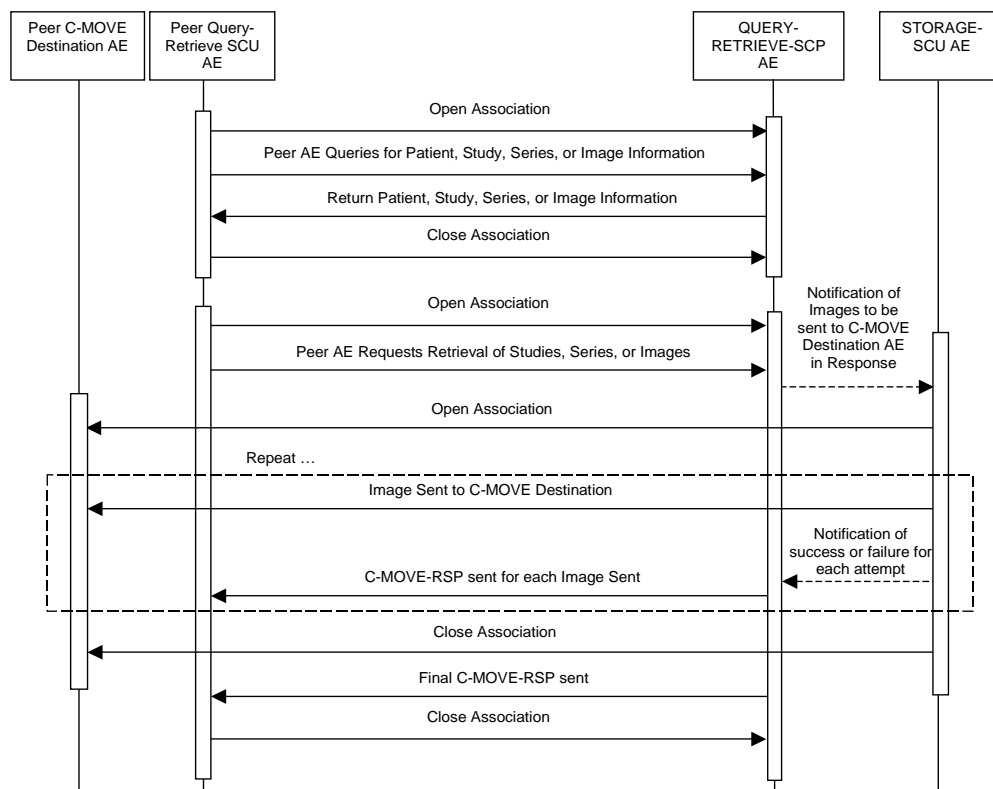 Peer C-MOVE
Destination AE
Peer Query-
Retrieve SCU
AE
QUERY-
RETRIEVE-SCP
AE
STORAGE-
SCU AE
Open Association
Peer AE Queries for Patient, Study, Series, or Image Information
Return Patient, Study, Series, or Image Information
Close Association
Open Association
Notification of
Images to be
sent to C-MOVE
Destination AE
in Response
Peer AE Requests Retrieval of Studies, Series, or Images
Open Association
Repeat …
Image Sent to C-MOVE Destination
Notification of
success or failure for
each attempt
C-MOVE-RSP sent for each Image Sent
Close Association
Final C-MOVE-RSP sent
Close Association